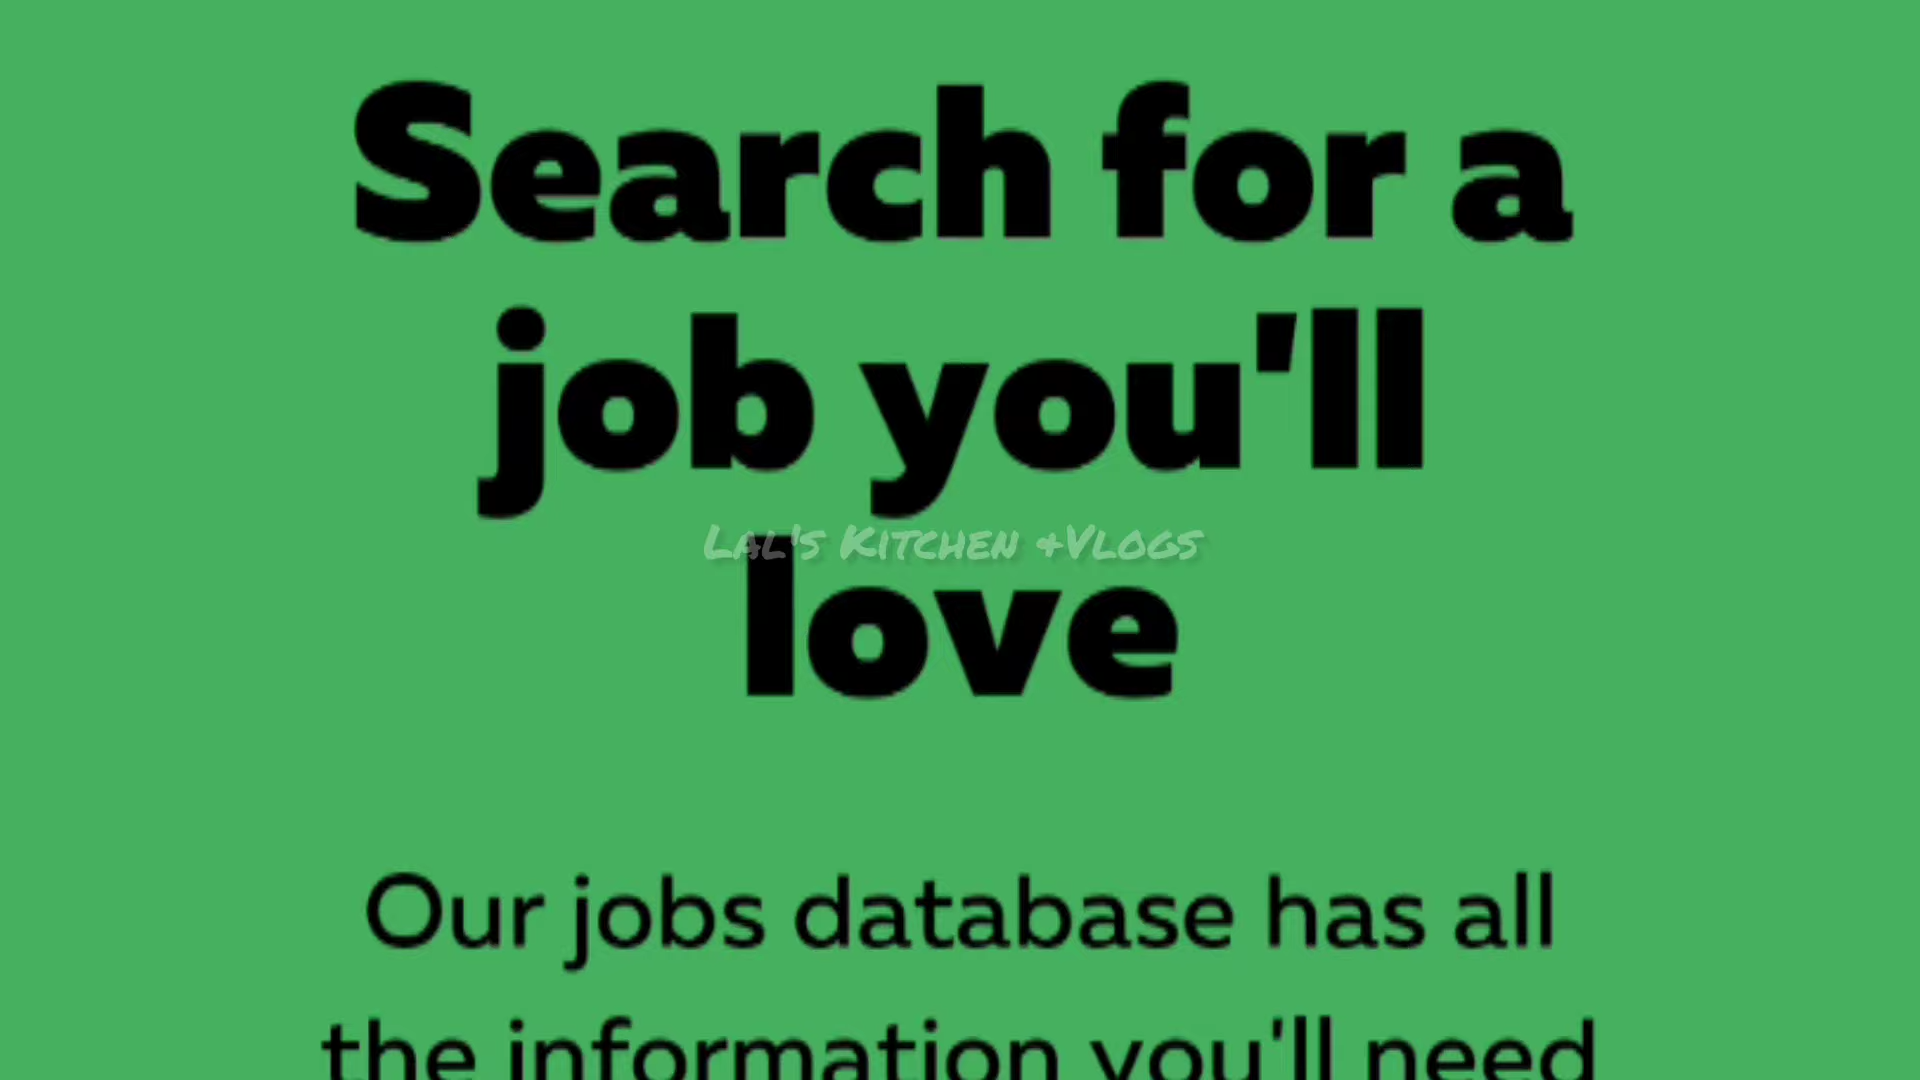 Search for a
job you'll
Lal's Kitchen +Vlogs
love
Our jobs database has all
the information you'll need